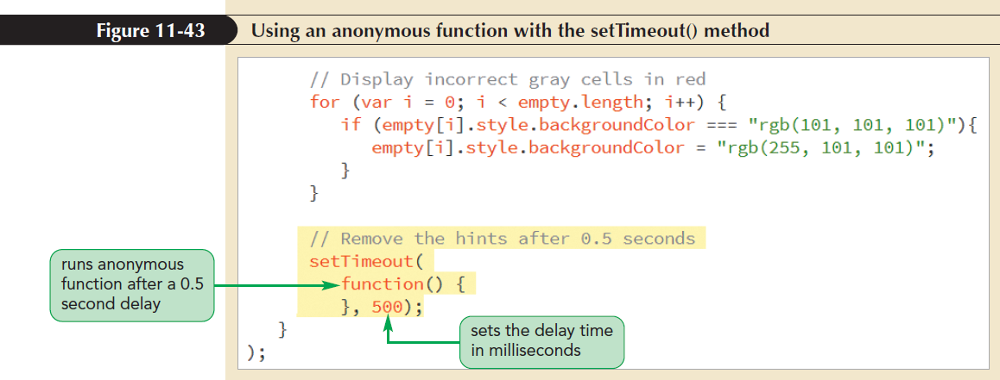 Figure 11-43
Using an anonymous function with the setTimeout() method
// Display incorrect gray cells in red
for (var i = 0; i < empty.length; i++) {
if (empty[i].style.backgroundColor === "rgb(101, 101, 101)"){
empty[i].style.backgroundColor = "rgb(255, 101, 101)";
}
}
// Remove the hints after 0.5 seconds
setTimeout(
function() {
}, 500);
}
);
runs anonymous
function after a 0.5
second delay
sets the delay time
in milliseconds